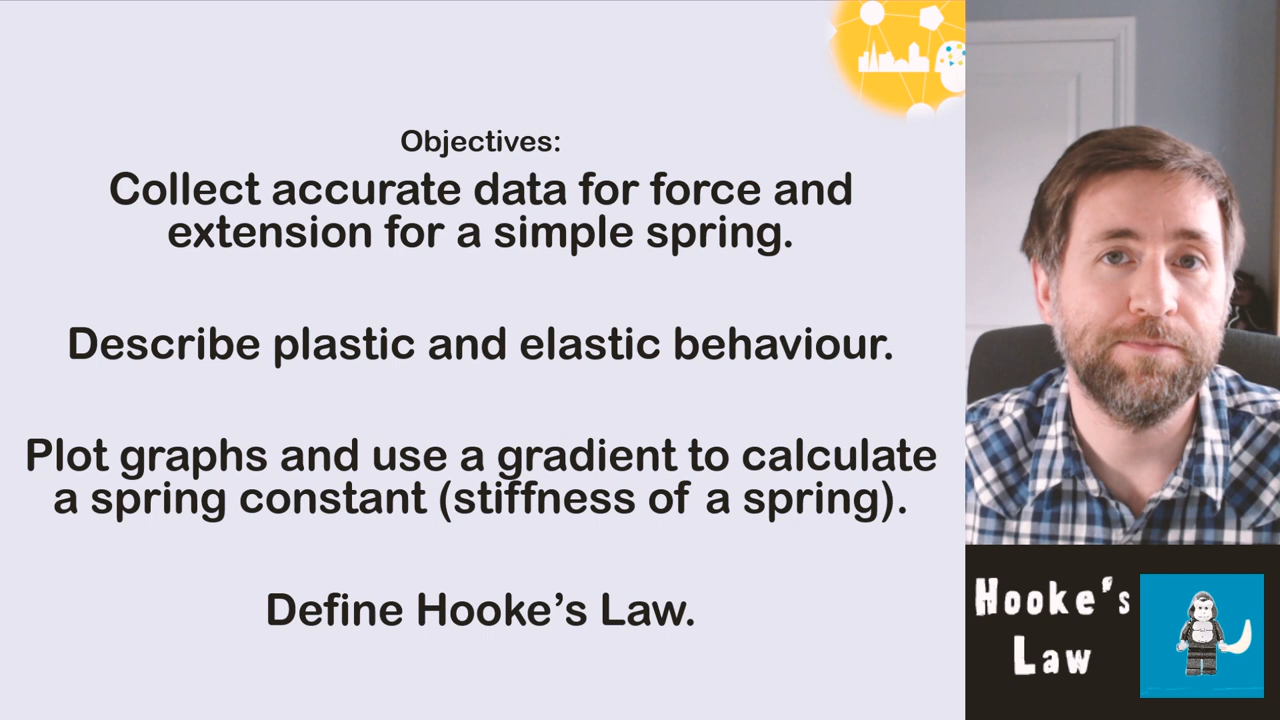 Objectives:
Collect accurate data for force and
extension for a simple spring.
Describe plastic and elastic behaviour.
Plot graphs and use a gradient to calculate
a spring constant (stiffness of a spring).
Define Hooke’s Law.
Hooke's
Law